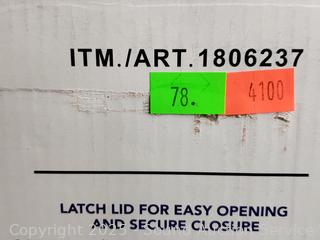 ITM./ART.1806237
78. 4100
LATCH LID FOR EASY OPENING
AND SECURE CLOSURE